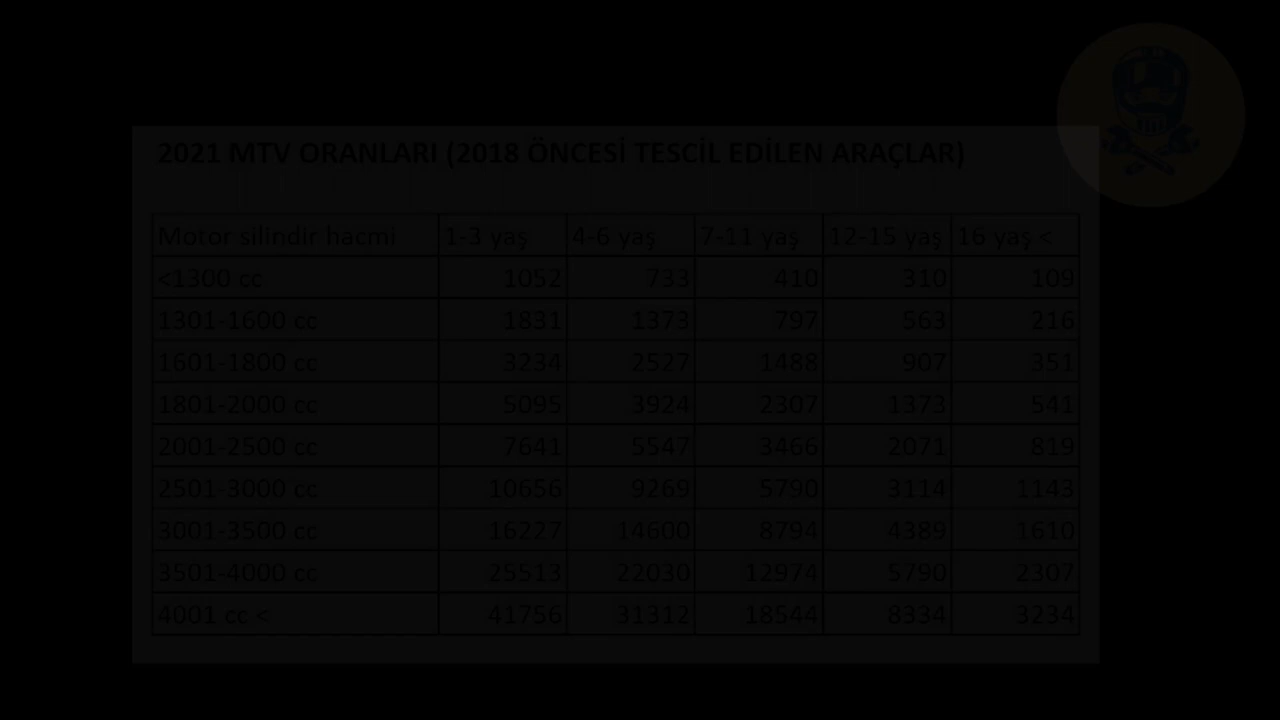 2021 MTV ORANLARI (2018 ÖNCESİ TESCİL EDİLEN ARAÇLAR)
Motor silindir hacmi 1-3 yaş 4-6 yaş 7-11 yaş 12-15 yaş 16 yaş <
<1300 cc 1052 733 410 310 109
1301-1600 cc 1831 1373 797 563 216
1601-1800 cc 3234 2527 1488 907 351
1801-2000 cc 5095 3924 2307 1373 541
2001-2500 cc 7641 5547 3466 2071 819
2501-3000 cc 10656 9269 5790 3114 1143
3001-3500 cc 16227 14600 8794 4389 1610
3501-4000 cc 25513 22030 12974 5790 2307
4001 cc < 41756 31312 18544 8334 3234